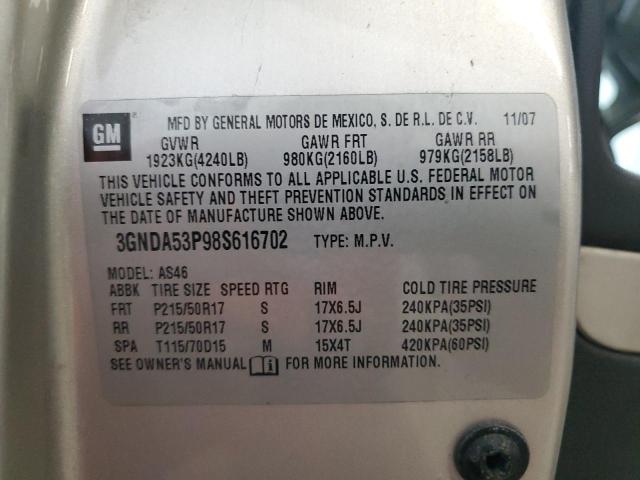 GM
MFD BY GENERAL MOTORS DE MEXICO, S. DE R.L. DE C.V. 11/07
GVWR GAWR FRT GAWR RR
1923KG(4240LB) 980KG(2160LB) 979KG(2158LB)
THIS VEHICLE CONFORMS TO ALL APPLICABLE U.S. FEDERAL MOTOR
VEHICLE SAFETY AND THEFT PREVENTION STANDARDS IN EFFECT ON
THE DATE OF MANUFACTURE SHOWN ABOVE.
3GNDA53P98S616702 TYPE: M.P.V.
MODEL: AS46
ABBK TIRE SIZE SPEED RTG RIM COLD TIRE PRESSURE
FRT P215/50R17 S 17X6.5J 240KPA(35PSI)
RR P215/50R17 S 17X6.5J 240KPA(35PSI)
SPA T115/70D15 M 15X4T 420KPA(60PSI)
SEE OWNER'S MANUAL FOR MORE INFORMATION.